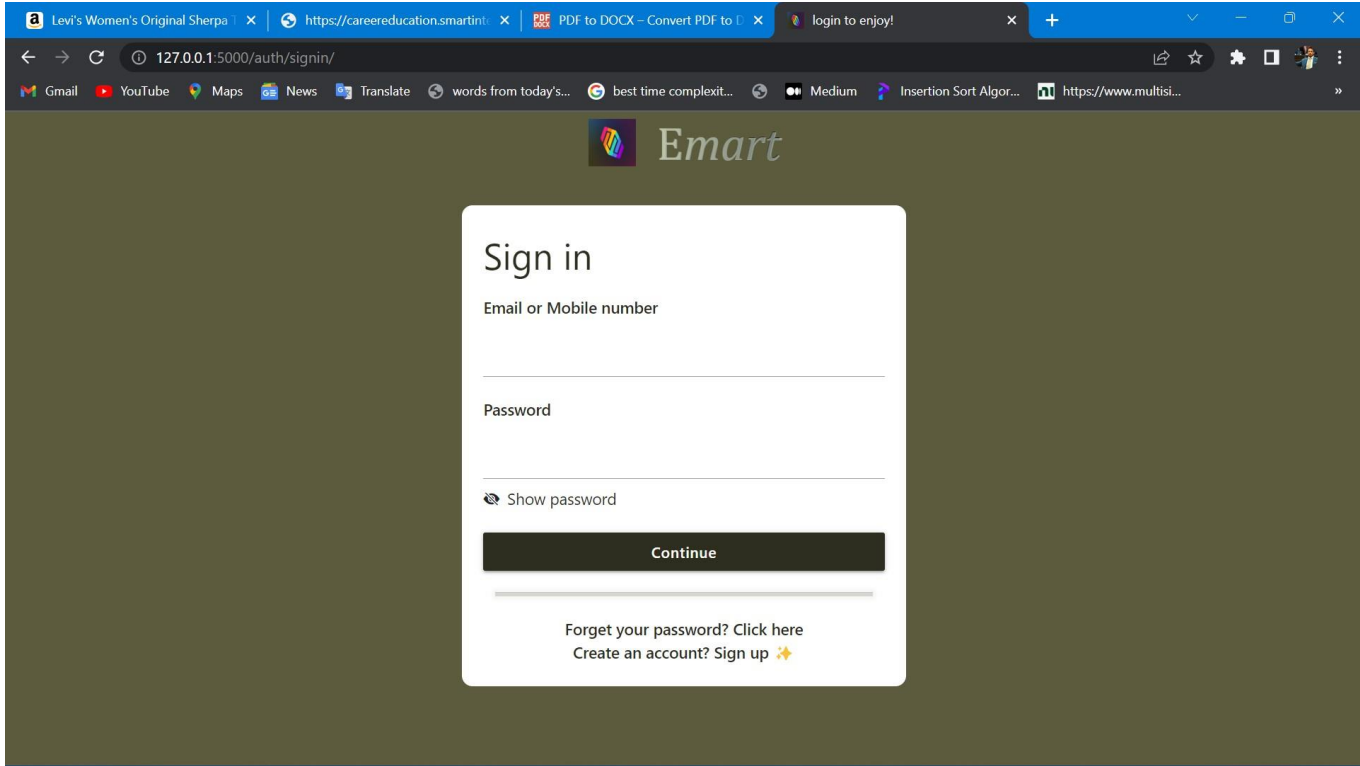 Levi's Women's Original Sherpa T
https://careereducation.smartinte
PDF to DOCX – Convert PDF to D
login to enjoy!
127.0.0.1:5000/auth/signin/
Gmail YouTube Maps News Translate words from today's... best time complexit... Medium Insertion Sort Algor... https://www.multisi... »
Emart
Sign in
Email or Mobile number
Password
Show password
Continue
Forget your password? Click here
Create an account? Sign up ✨